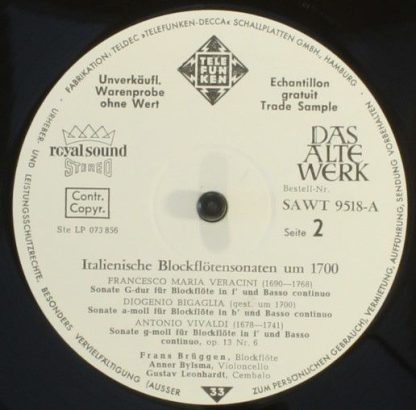 · FABRIKATION: TELDEC »TELEFUNKEN-DECCA« SCHALLPLATTEN GMBH, HAMBURG ·
URHEBER- UND LEISTUNGSSCHUTZRECHTE, SENDUNG VORBEHALTEN
BESONDERS VERVIELFÄLTIGUNG (AUSSER ZUM PERSÖNLICHEN GEBRAUCH), VERMIETUNG, AUFFÜHRUNG,
TELE
FUNKEN
Unverkäufl.
Warenprobe
ohne Wert
Echantillon
gratuit
Trade Sample
royal sound
STEREO
DAS
ALTE
WERK
Contr.
Copyr.
Bestell-Nr.
SAWT 9518-A
Ste LP 073 856
Seite 2
Italienische Blockflötensonaten um 1700
FRANCESCO MARIA VERACINI (1690—1768)
Sonate G-dur für Blockflöte in f' und Basso continuo
DIOGENIO BIGAGLIA (gest. um 1700)
Sonate a-moll für Blockflöte in b' und Basso continuo
ANTONIO VIVALDI (1678—1741)
Sonate g-moll für Blockflöte in f' und Basso
continuo, op. 13 Nr. 6
Frans Brüggen, Blockflöte
Anner Bylsma, Violoncello
Gustav Leonhardt, Cembalo
33